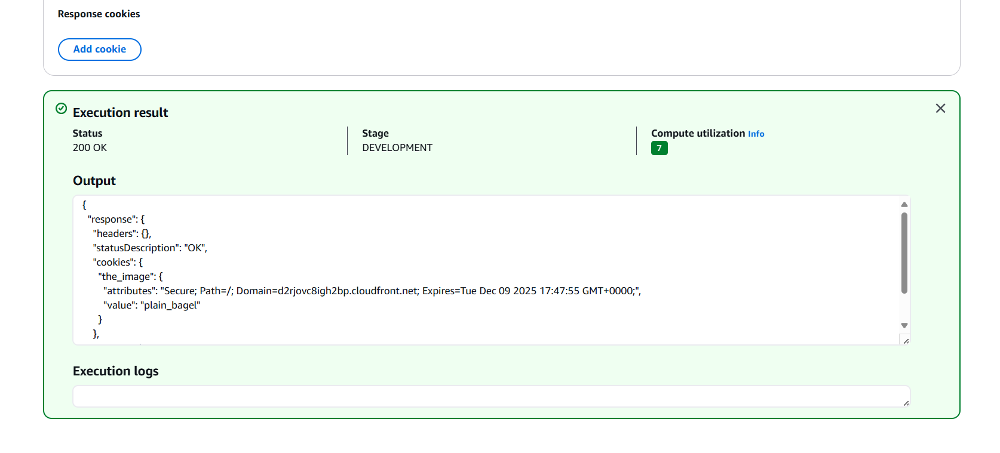 Response cookies
Add cookie
Execution result
Status
200 OK
Stage
DEVELOPMENT
Compute utilization Info
7
Output
{
"response": {
"headers": {},
"statusDescription": "OK",
"cookies": {
"the_image": {
"attributes": "Secure; Path=/; Domain=d2rjovc8igh2bp.cloudfront.net; Expires=Tue Dec 09 2025 17:47:55 GMT+0000;",
"value": "plain_bagel"
}
},
Execution logs